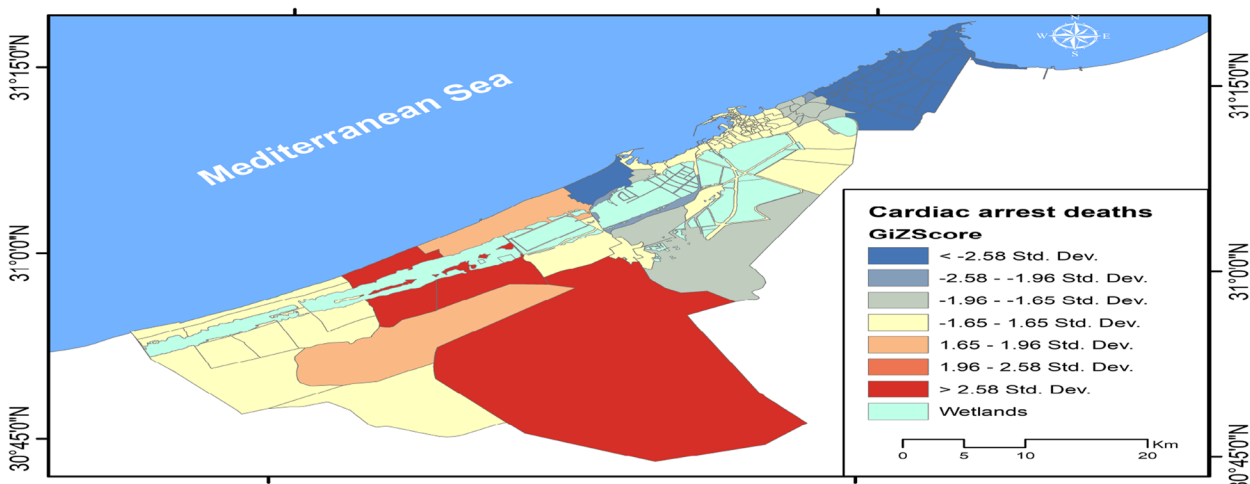 N
W E
S
31°15'0"N
31°15'0"N
Mediterranean Sea
31°0'0"N
31°0'0"N
30°45'0"N
30°45'0"N
Cardiac arrest deaths
GiZScore
< -2.58 Std. Dev.
-2.58 - -1.96 Std. Dev.
-1.96 - -1.65 Std. Dev.
-1.65 - 1.65 Std. Dev.
1.65 - 1.96 Std. Dev.
1.96 - 2.58 Std. Dev.
> 2.58 Std. Dev.
Wetlands
Km
0 5 10 20